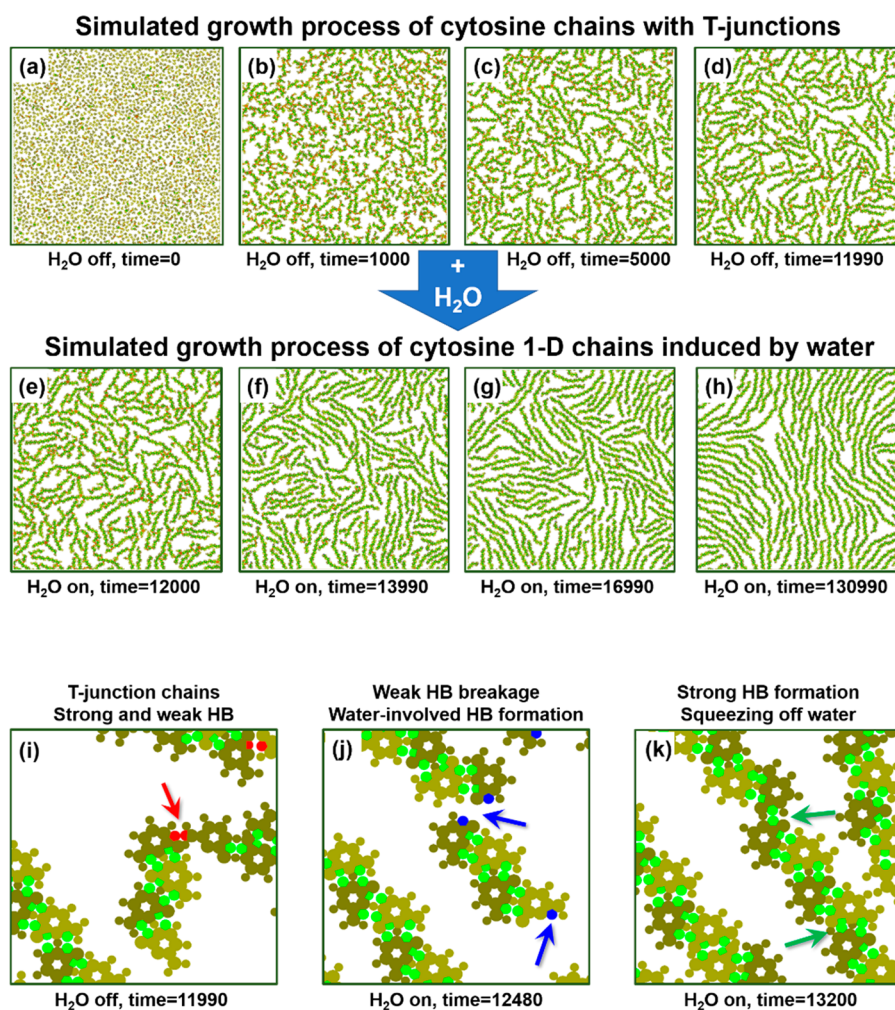 Simulated growth process of cytosine chains with T-junctions
(a)
(b)
(c)
(d)
H₂O off, time=0
H₂O off, time=1000
H₂O off, time=5000
H₂O off, time=11990
+
H₂O
Simulated growth process of cytosine 1-D chains induced by water
(e)
(f)
(g)
(h)
H₂O on, time=12000
H₂O on, time=13990
H₂O on, time=16990
H₂O on, time=130990
T-junction chains
Strong and weak HB
Weak HB breakage
Water-involved HB formation
Strong HB formation
Squeezing off water
(i)
(j)
(k)
H₂O off, time=11990
H₂O on, time=12480
H₂O on, time=13200